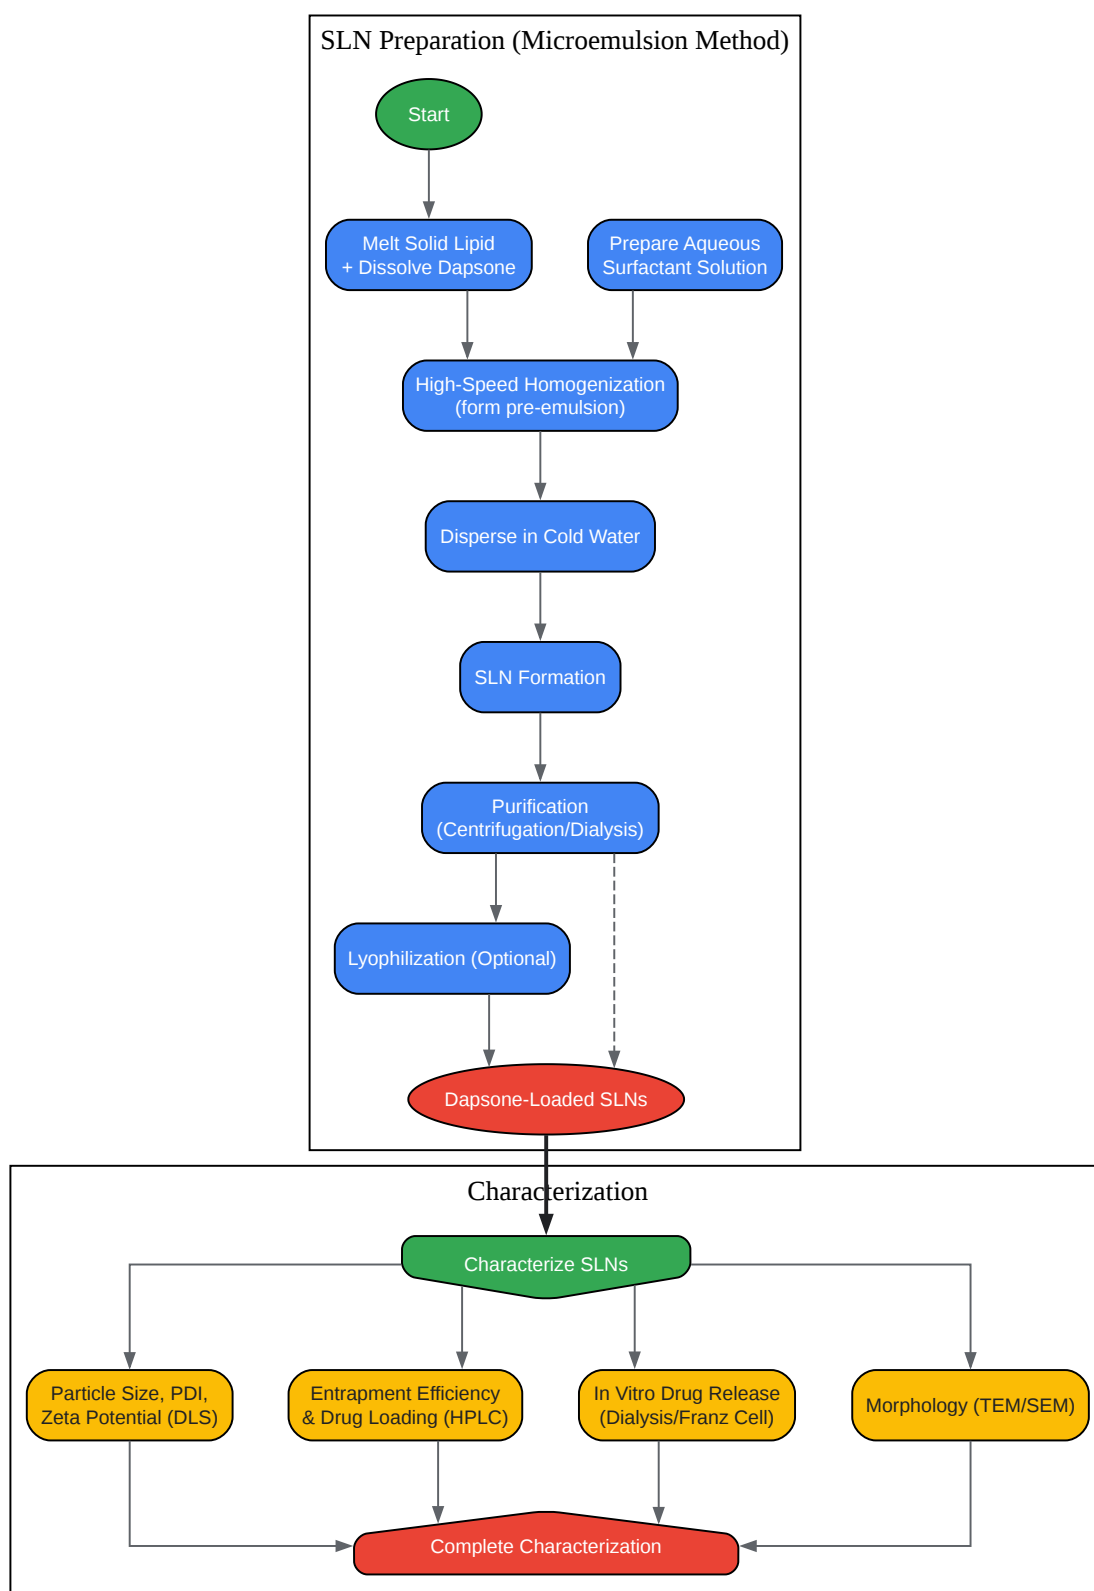 SLN Preparation (Microemulsion Method)
Start
Melt Solid Lipid
+ Dissolve Dapsone
Prepare Aqueous
Surfactant Solution
High-Speed Homogenization
(form pre-emulsion)
Disperse in Cold Water
SLN Formation
Purification
(Centrifugation/Dialysis)
Lyophilization (Optional)
Dapsone-Loaded SLNs
Characterization
Characterize SLNs
Particle Size, PDI,
Zeta Potential (DLS)
Entrapment Efficiency
& Drug Loading (HPLC)
In Vitro Drug Release
(Dialysis/Franz Cell)
Morphology (TEM/SEM)
Complete Characterization